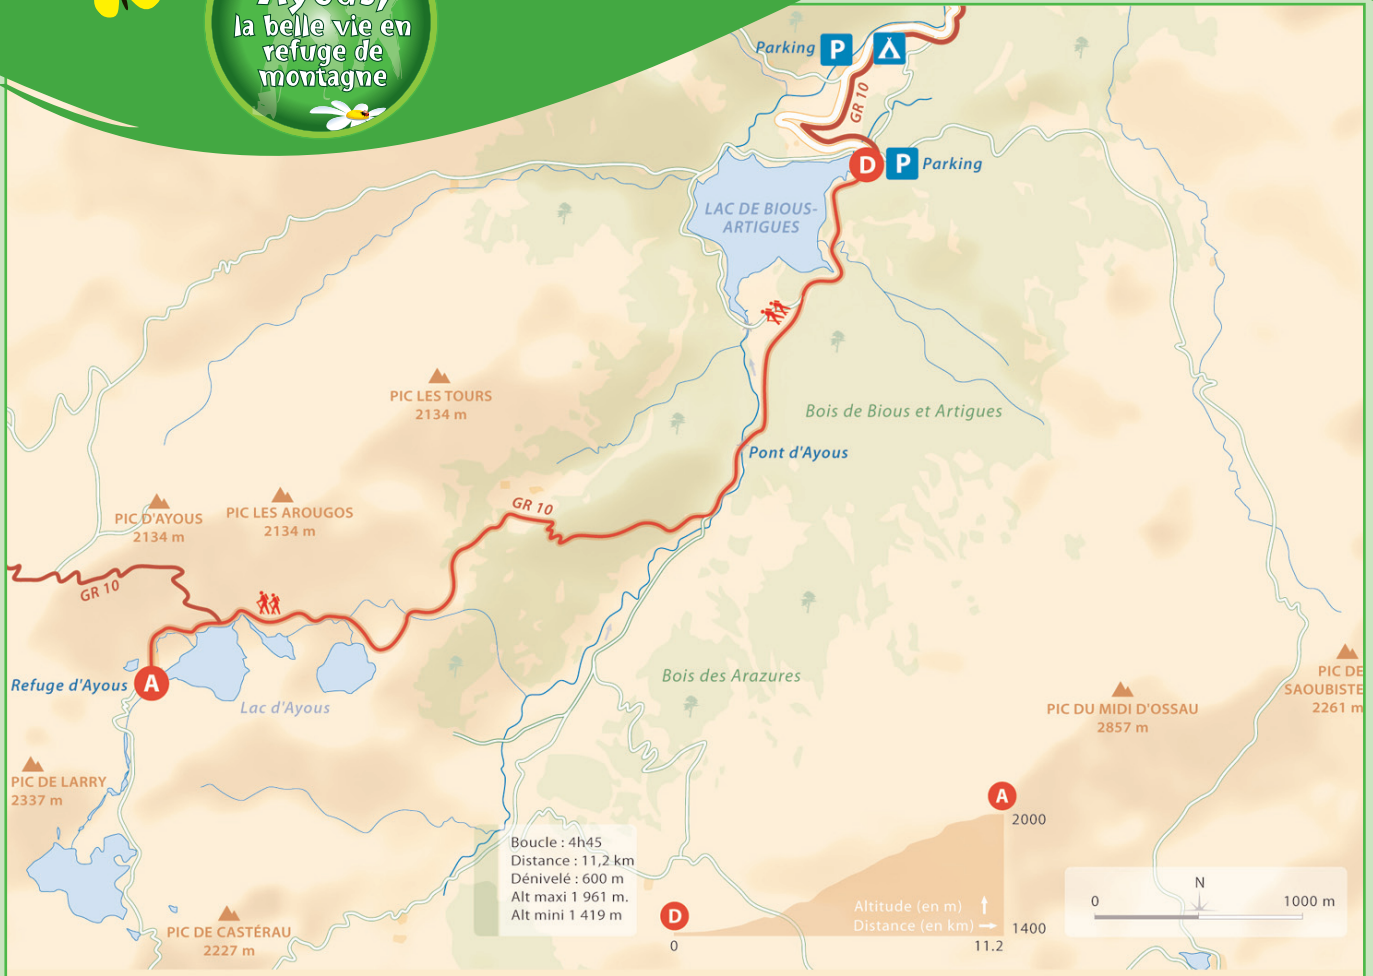 Ayous,
la belle vie en
refuge de
montagne
Parking P
GR 10
D P Parking
LAC DE BIOUS-
ARTIGUES
PIC LES TOURS
2134 m
Bois de Bious et Artigues
Pont d'Ayous
GR 10
PIC D'AYOUS
2134 m
PIC LES AROUGOS
2134 m
GR 10
Refuge d'Ayous A
Lac d'Ayous
Bois des Arazures
PIC DE
SAOUBISTE
2261 m
PIC DU MIDI D'OSSAU
2857 m
PIC DE LARRY
2337 m
PIC DE CASTÉRAU
2227 m
Boucle : 4h45
Distance : 11,2 km
Dénivelé : 600 m
Alt maxi 1 961 m.
Alt mini 1 419 m
D
0
A
2000
Altitude (en m)
Distance (en km)
1400
11.2
N
0 1000 m